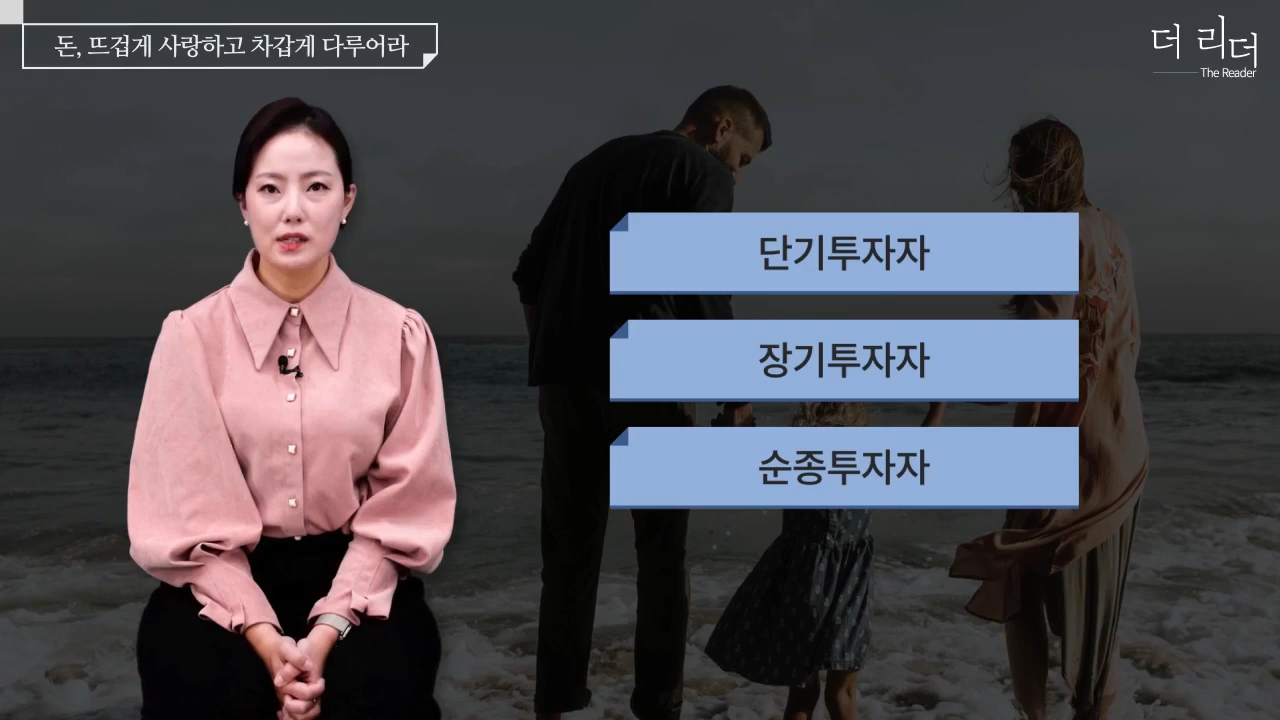 돈, 뜨겁게 사랑하고 차갑게 다루어라
더 리더
The Reader
단기투자자
장기투자자
순종투자자